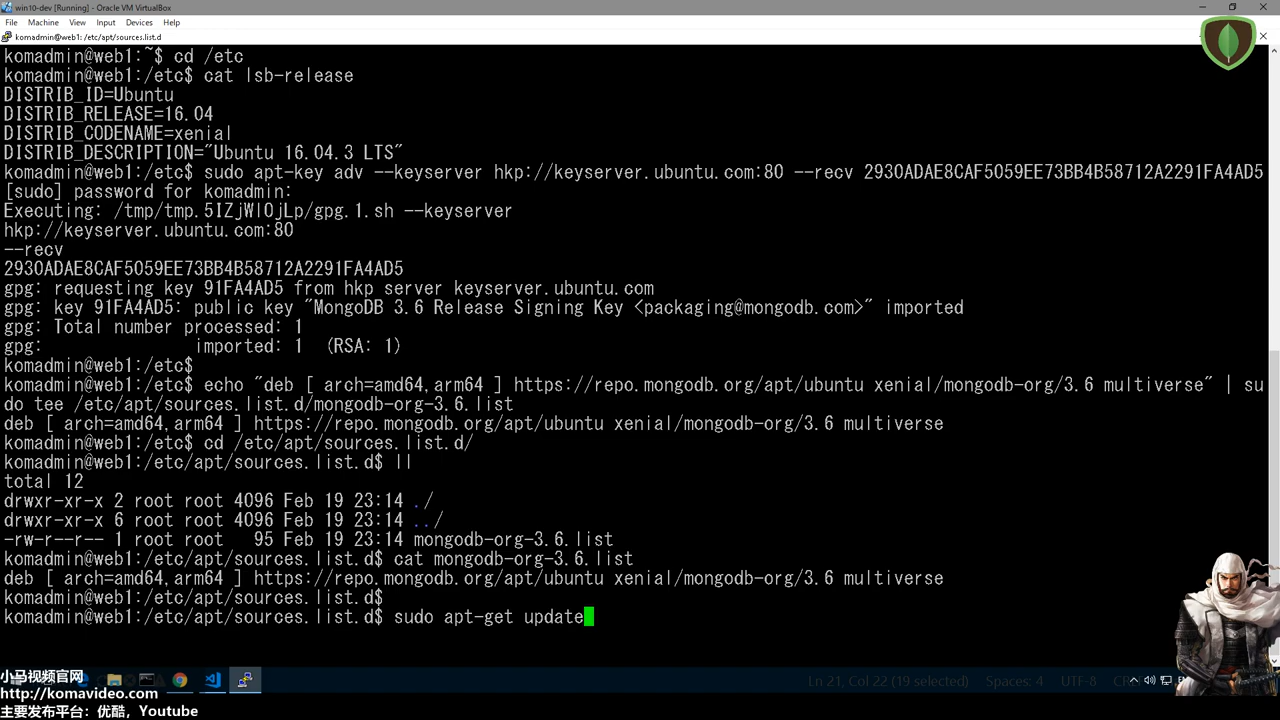 win10-dev [Running] - Oracle VM VirtualBox
File Machine View Input Devices Help
komadmin@web1: /etc/apt/sources.list.d
komadmin@web1:~$ cd /etc
komadmin@web1:/etc$ cat lsb-release
DISTRIB_ID=Ubuntu
DISTRIB_RELEASE=16.04
DISTRIB_CODENAME=xenial
DISTRIB_DESCRIPTION="Ubuntu 16.04.3 LTS"
komadmin@web1:/etc$ sudo apt-key adv --keyserver hkp://keyserver.ubuntu.com:80 --recv 2930ADAE8CAF5059EE73BB4B58712A2291FA4AD5
[sudo] password for komadmin:
Executing: /tmp/tmp.5IZjWlOjLp/gpg.1.sh --keyserver
hkp://keyserver.ubuntu.com:80
--recv
2930ADAE8CAF5059EE73BB4B58712A2291FA4AD5
gpg: requesting key 91FA4AD5 from hkp server keyserver.ubuntu.com
gpg: key 91FA4AD5: public key "MongoDB 3.6 Release Signing Key <packaging@mongodb.com>" imported
gpg: Total number processed: 1
gpg: imported: 1 (RSA: 1)
komadmin@web1:/etc$
komadmin@web1:/etc$ echo "deb [ arch=amd64,arm64 ] https://repo.mongodb.org/apt/ubuntu xenial/mongodb-org/3.6 multiverse" | su
do tee /etc/apt/sources.list.d/mongodb-org-3.6.list
deb [ arch=amd64,arm64 ] https://repo.mongodb.org/apt/ubuntu xenial/mongodb-org/3.6 multiverse
komadmin@web1:/etc$ cd /etc/apt/sources.list.d/
komadmin@web1:/etc/apt/sources.list.d$ ll
total 12
drwxr-xr-x 2 root root 4096 Feb 19 23:14 ./
drwxr-xr-x 6 root root 4096 Feb 19 23:14 ../
-rw-r--r-- 1 root root 95 Feb 19 23:14 mongodb-org-3.6.list
komadmin@web1:/etc/apt/sources.list.d$ cat mongodb-org-3.6.list
deb [ arch=amd64,arm64 ] https://repo.mongodb.org/apt/ubuntu xenial/mongodb-org/3.6 multiverse
komadmin@web1:/etc/apt/sources.list.d$
komadmin@web1:/etc/apt/sources.list.d$ sudo apt-get update
小马视频官网
http://komavideo.com
主要发布平台：优酷，Youtube
Ln 21, Col 22 (19 selected) Spaces: 4 UTF-8